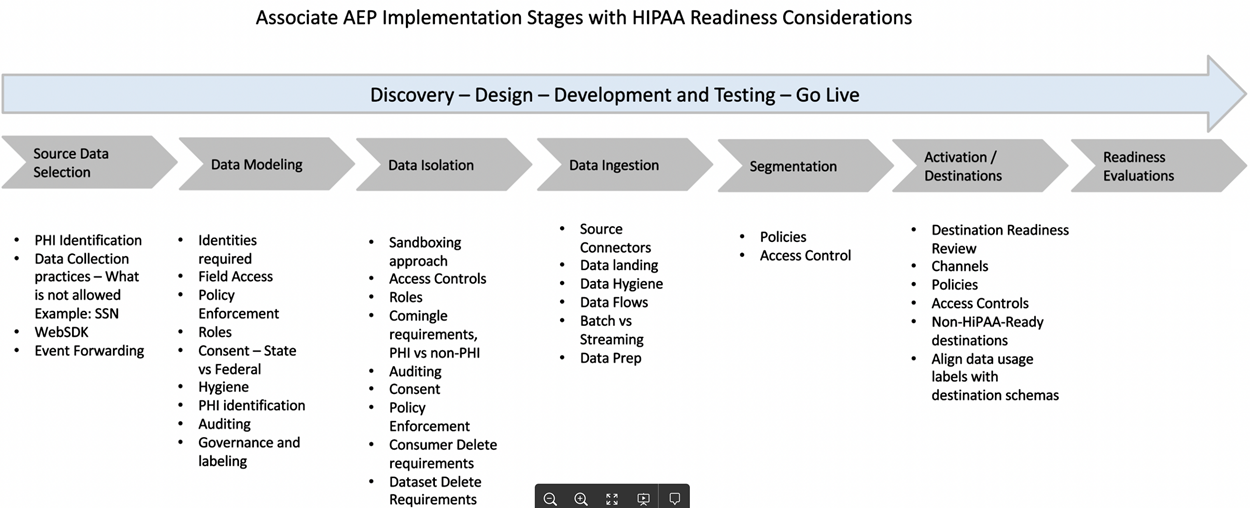 Associate AEP Implementation Stages with HIPAA Readiness Considerations
Discovery – Design – Development and Testing – Go Live
Source Data
Selection
Data Modeling
Data Isolation
Data Ingestion
Segmentation
Activation /
Destinations
Readiness
Evaluations
• PHI Identification
• Data Collection
practices – What
is not allowed
Example: SSN
• WebSDK
• Event Forwarding
• Identities
required
• Field Access
• Policy
Enforcement
• Roles
• Consent – State
vs Federal
• Hygiene
• PHI identification
• Auditing
• Governance and
labeling
• Sandboxing
approach
• Access Controls
• Roles
• Comingle
requirements,
PHI vs non-PHI
• Auditing
• Consent
• Policy
Enforcement
• Consumer Delete
requirements
• Dataset Delete
Requirements
• Source
Connectors
• Data landing
• Data Hygiene
• Data Flows
• Batch vs
Streaming
• Data Prep
• Policies
• Access Control
• Destination Readiness
Review
• Channels
• Policies
• Access Controls
• Non-HiPAA-Ready
destinations
• Align data usage
labels with
destination schemas